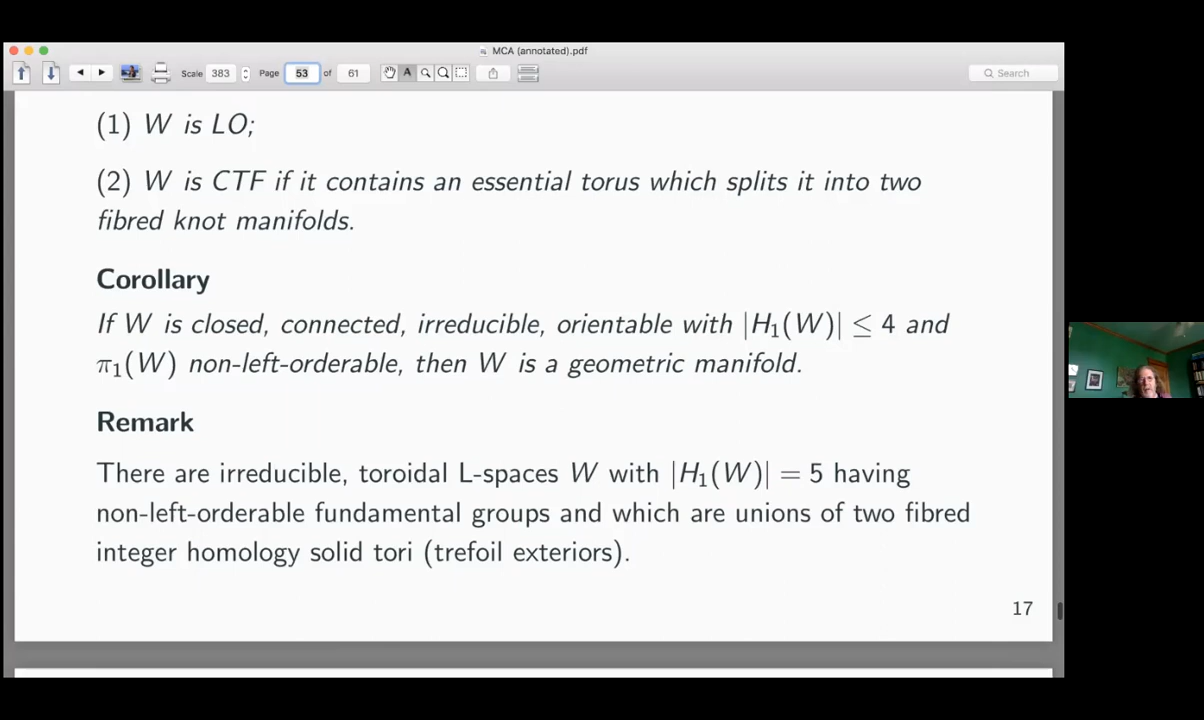 MCA (annotated).pdf
Scale 383 Page 53 of 61 A Search
(1) W is LO;
(2) W is CTF if it contains an essential torus which splits it into two
fibred knot manifolds.
Corollary
If W is closed, connected, irreducible, orientable with |H₁(W)| ≤ 4 and
π₁(W) non-left-orderable, then W is a geometric manifold.
Remark
There are irreducible, toroidal L-spaces W with |H₁(W)| = 5 having
non-left-orderable fundamental groups and which are unions of two fibred
integer homology solid tori (trefoil exteriors).
17